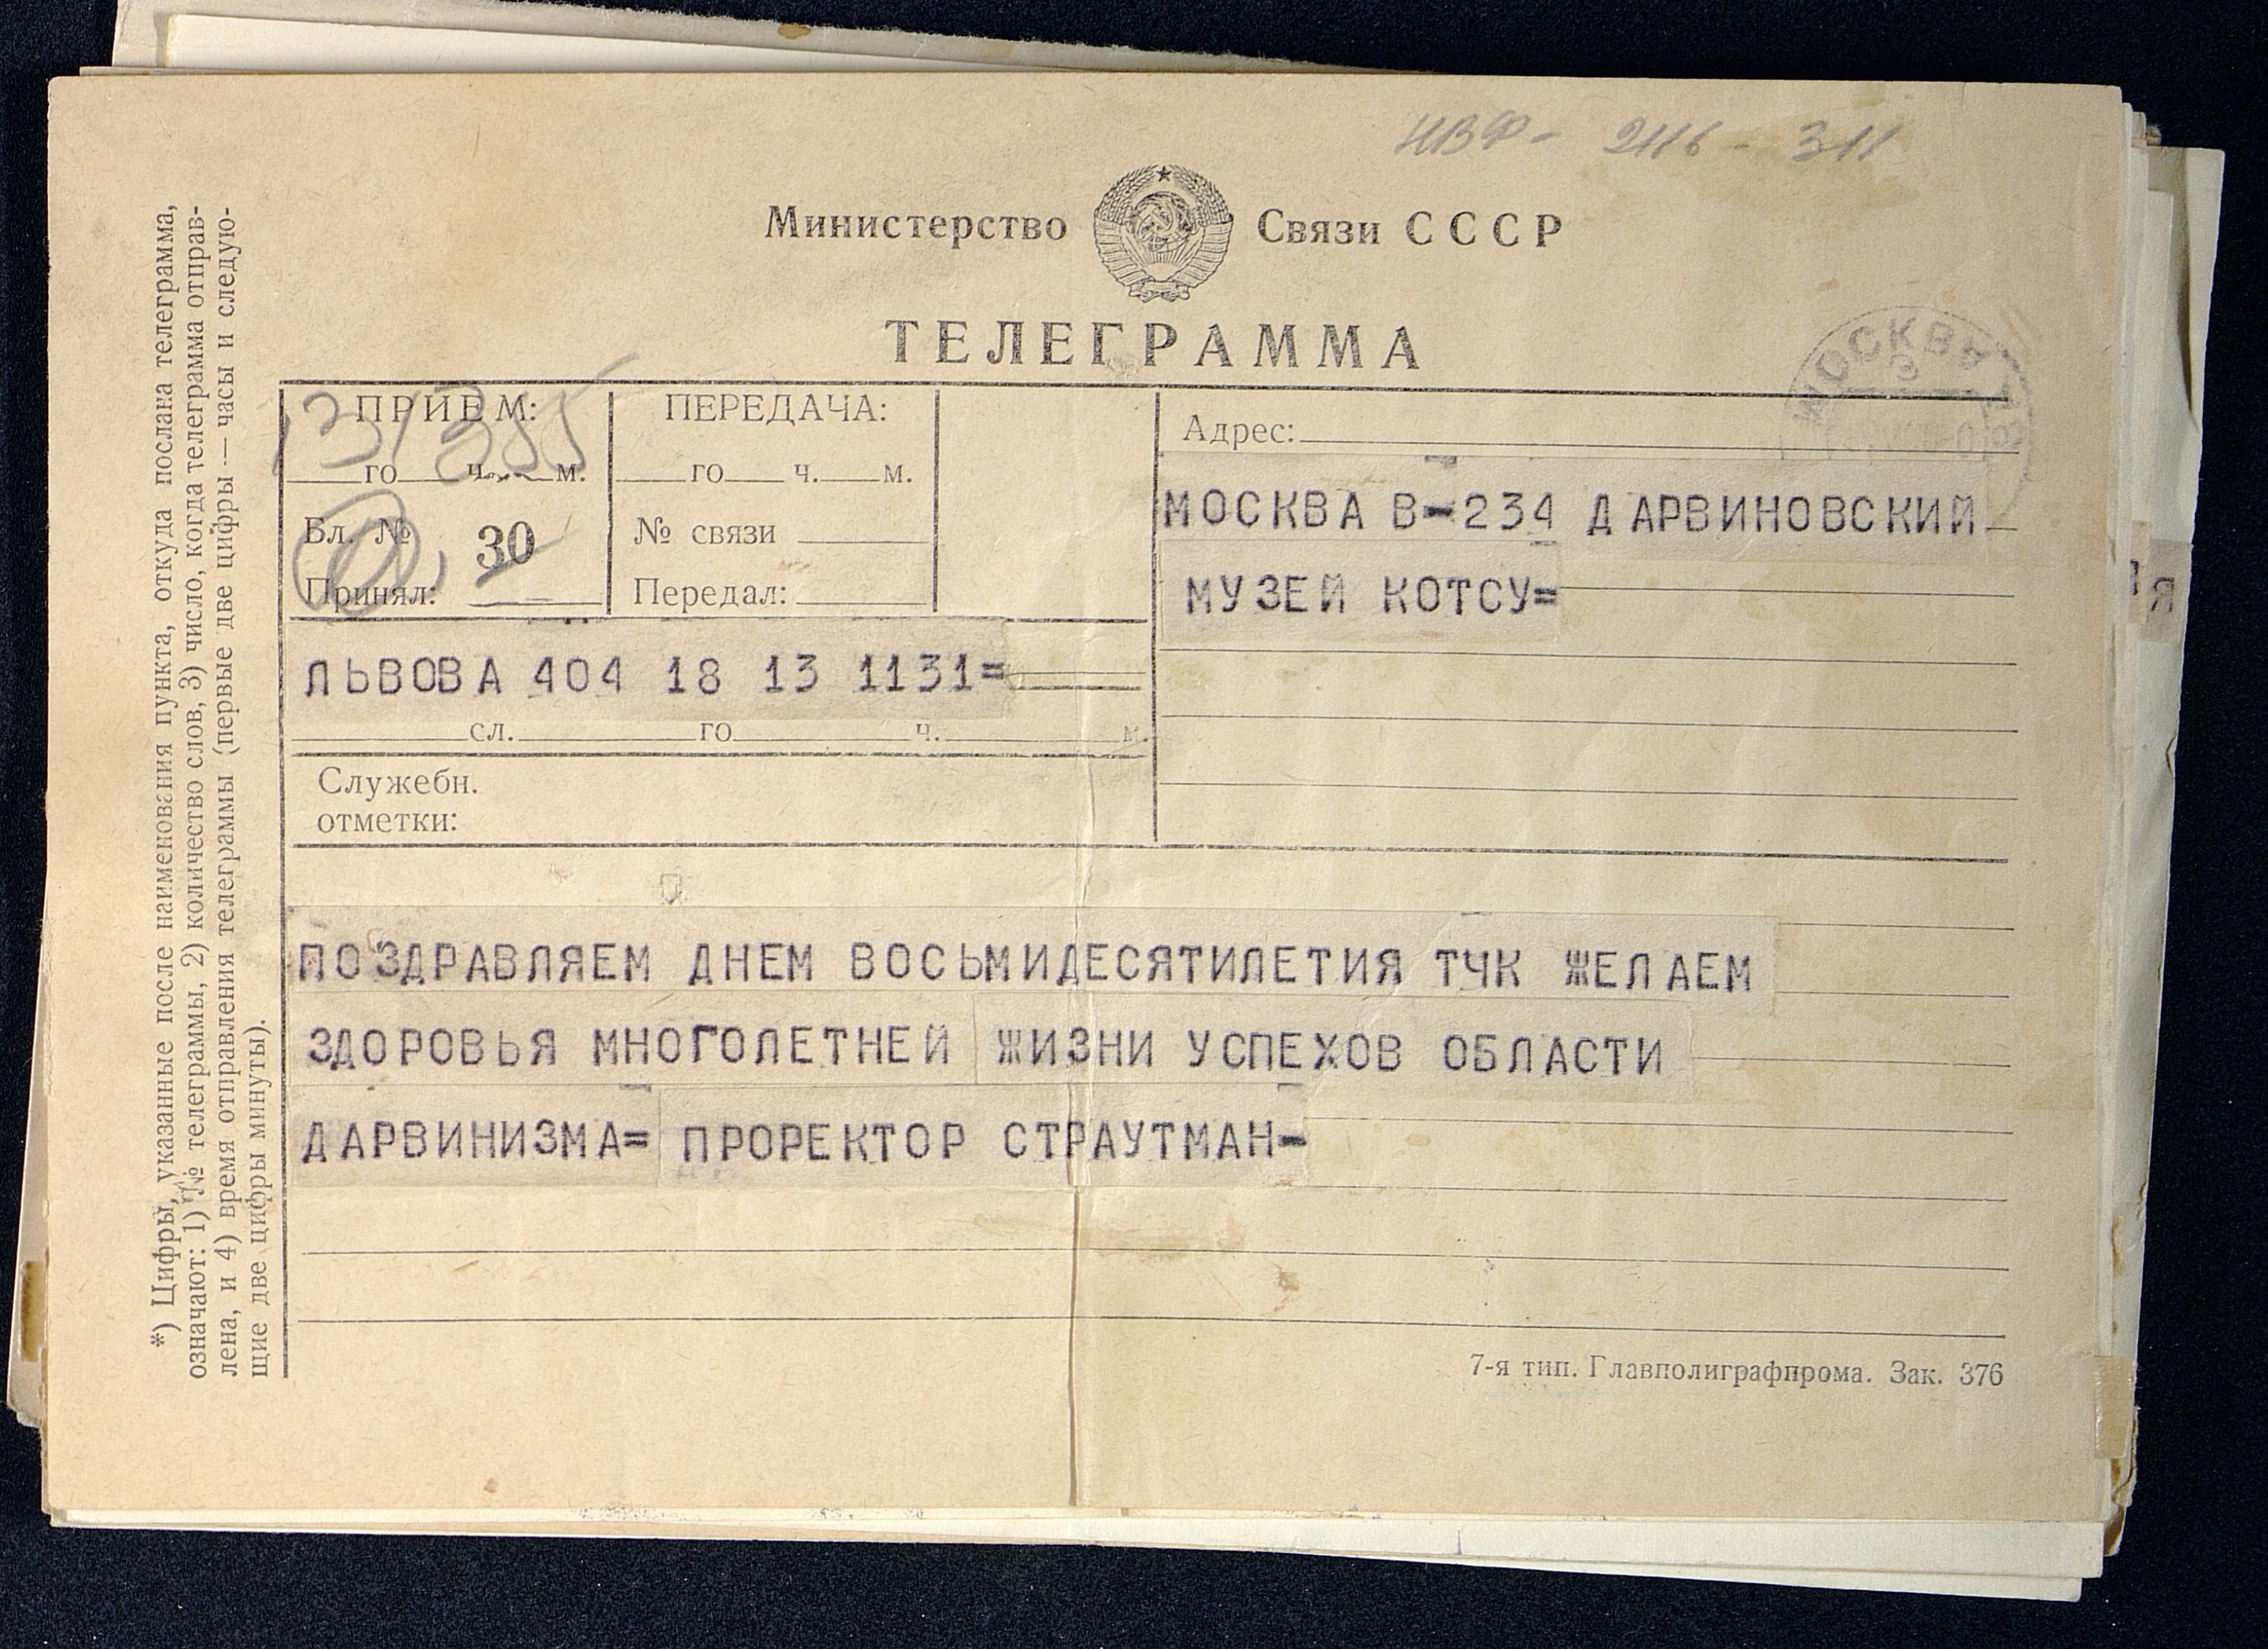 НВФ- 2116 - 311
Министерство Связи СССР
ТЕЛЕГРАММА
МОСКВА
ПРИЕМ:
го ч. м.
Бл. №
30
Принял:
ПЕРЕДАЧА:
го ч. м.
№ связи
Передал:
Адрес:
МОСКВА В-234 ДАРВИНОВСКИЙ
МУЗЕЙ КОТСУ=
ЛЬВОВА 404 18 13 1131=
сл. го ч. м.
Служебн.
отметки:
ПОЗДРАВЛЯЕМ ДНЕМ ВОСЬМИДЕСЯТИЛЕТИЯ ТЧК ЖЕЛАЕМ
ЗДОРОВЬЯ МНОГОЛЕТНЕЙ ЖИЗНИ УСПЕХОВ ОБЛАСТИ
ДАРВИНИЗМА= ПРОРЕКТОР СТРАУТМАН-
7-я тип. Главполиграфпрома. Зак. 376
*) Цифры, указанные после наименования пункта, откуда послана телеграмма,
означают: 1) № телеграммы, 2) количество слов, 3) число, когда телеграмма отправ-
лена, и 4) время отправления телеграммы (первые две цифры — часы и следую-
щие две цифры минуты).